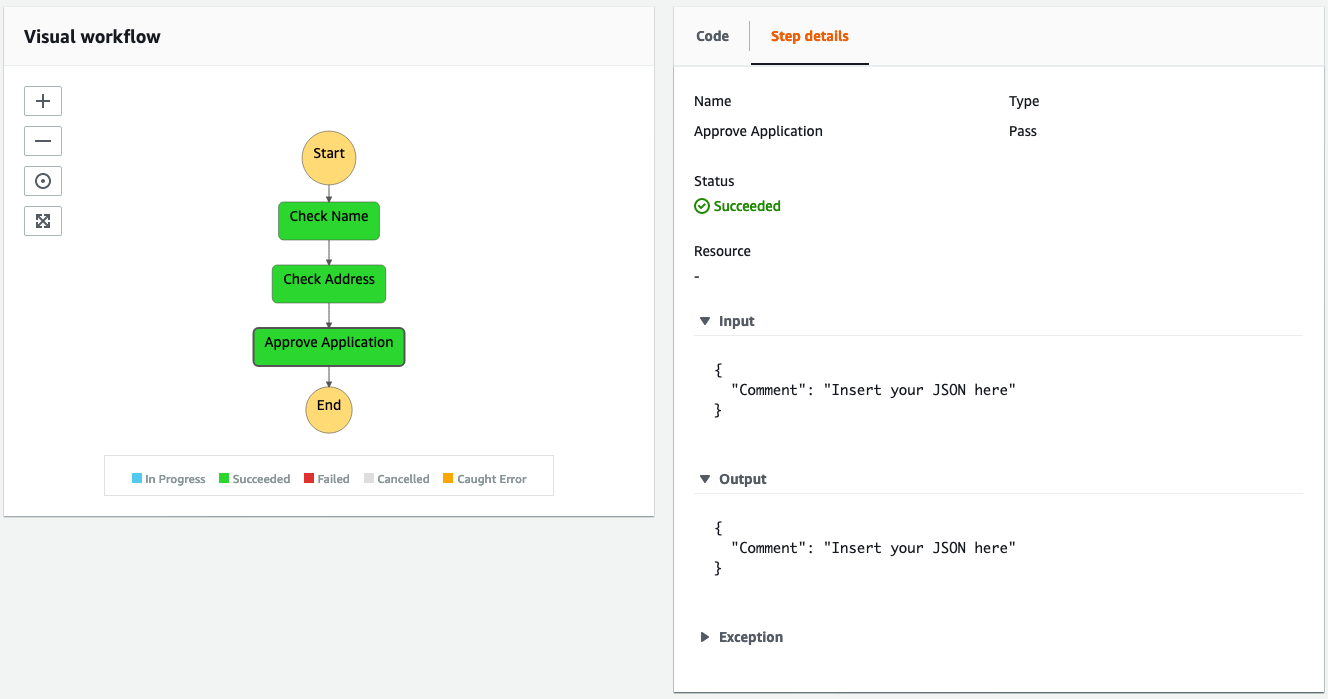 Visual workflow
Start
Check Name
Check Address
Approve Application
End
In Progress Succeeded Failed Cancelled Caught Error
Code Step details
Name Type
Approve Application Pass
Status
Succeeded
Resource
-
Input
{
"Comment": "Insert your JSON here"
}
Output
{
"Comment": "Insert your JSON here"
}
Exception